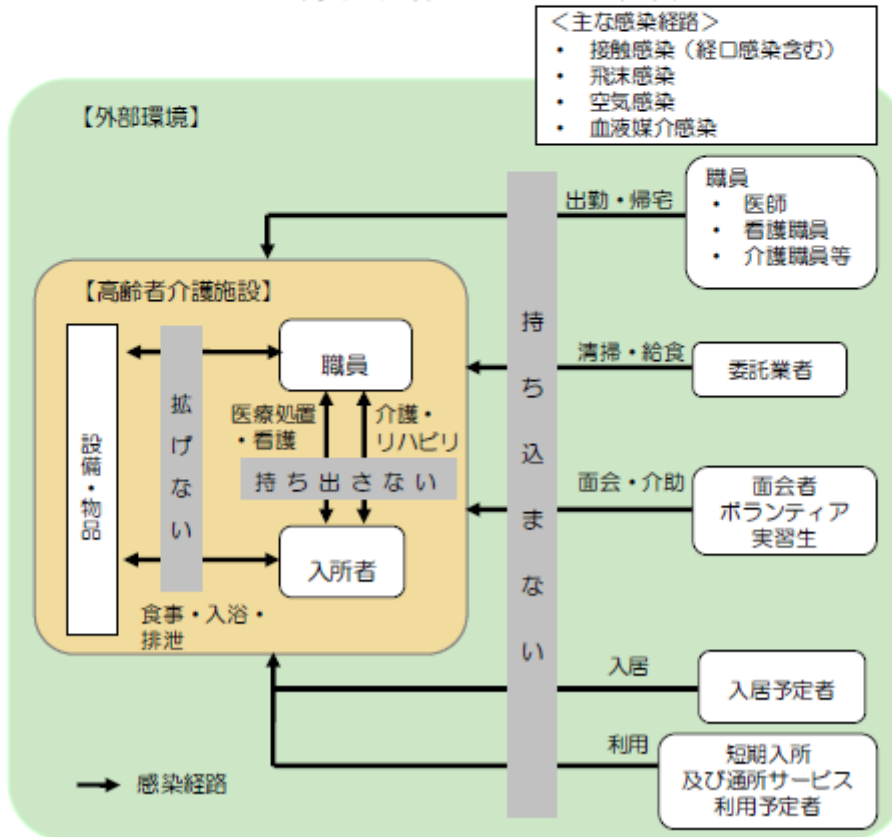 ＜主な感染経路＞
・ 接触感染（経口感染含む）
・ 飛沫感染
・ 空気感染
・ 血液媒介感染
【外部環境】
職員
・ 医師
・ 看護職員
・ 介護職員等
出勤・帰宅
【高齢者介護施設】
職員
設備・物品
拡げない
医療処置
・看護
介護・
リハビリ
持ち出さない
入所者
食事・入浴・
排泄
持ち込まない
清掃・給食
委託業者
面会・介助
面会者
ボランティア
実習生
入居
入居予定者
利用
短期入所
及び通所サービス
利用予定者
感染経路